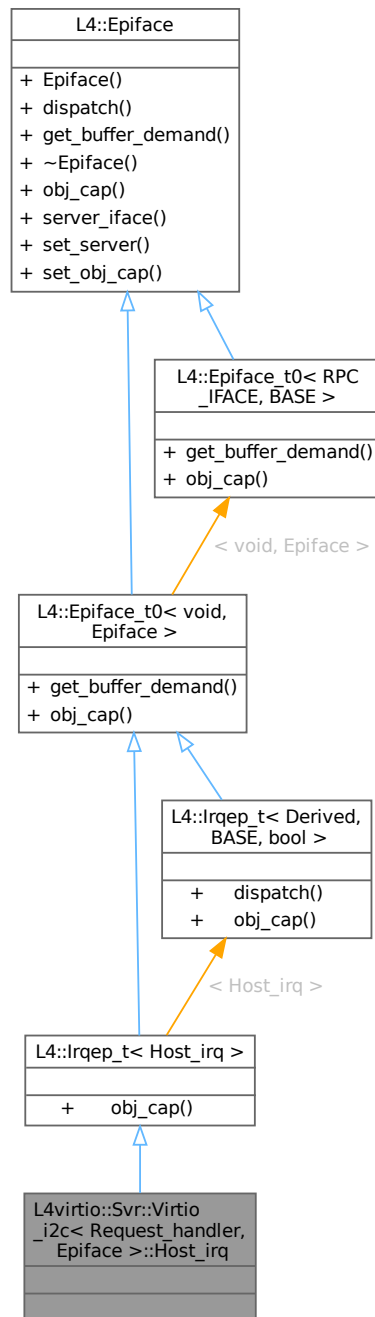 L4::Epiface
+ Epiface()
+ dispatch()
+ get_buffer_demand()
+ ~Epiface()
+ obj_cap()
+ server_iface()
+ set_server()
+ set_obj_cap()
L4::Epiface_t0< RPC
_IFACE, BASE >
+ get_buffer_demand()
+ obj_cap()
< void, Epiface >
L4::Epiface_t0< void,
Epiface >
+ get_buffer_demand()
+ obj_cap()
L4::Irqep_t< Derived,
BASE, bool >
+ dispatch()
+ obj_cap()
< Host_irq >
L4::Irqep_t< Host_irq >
+ obj_cap()
L4virtio::Svr::Virtio
_i2c< Request_handler,
Epiface >::Host_irq